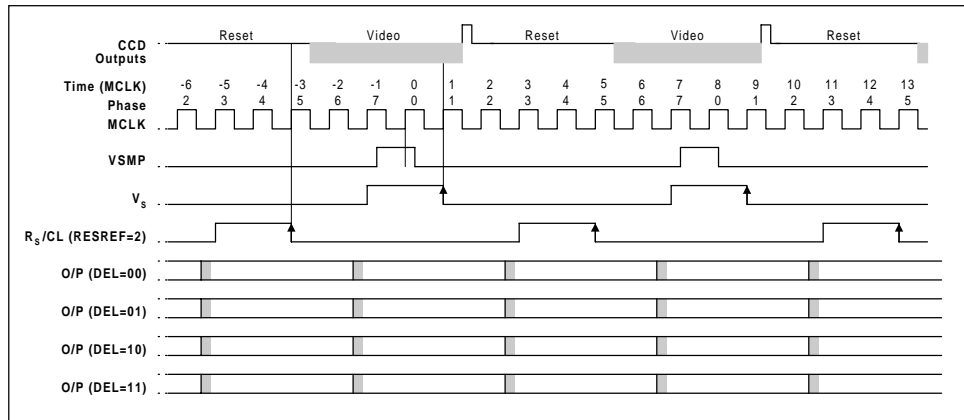 Reset Video Reset Video Reset
CCD
Outputs
Time (MCLK) -6 -5 -4 -3 -2 -1 0 1 2 3 4 5 6 7 8 9 10 11 12 13
Phase 2 3 4 5 6 7 0 1 2 3 4 5 6 7 0 1 2 3 4 5
MCLK
VSMP
VS
RS/CL (RESREF=2)
O/P (DEL=00)
O/P (DEL=01)
O/P (DEL=10)
O/P (DEL=11)